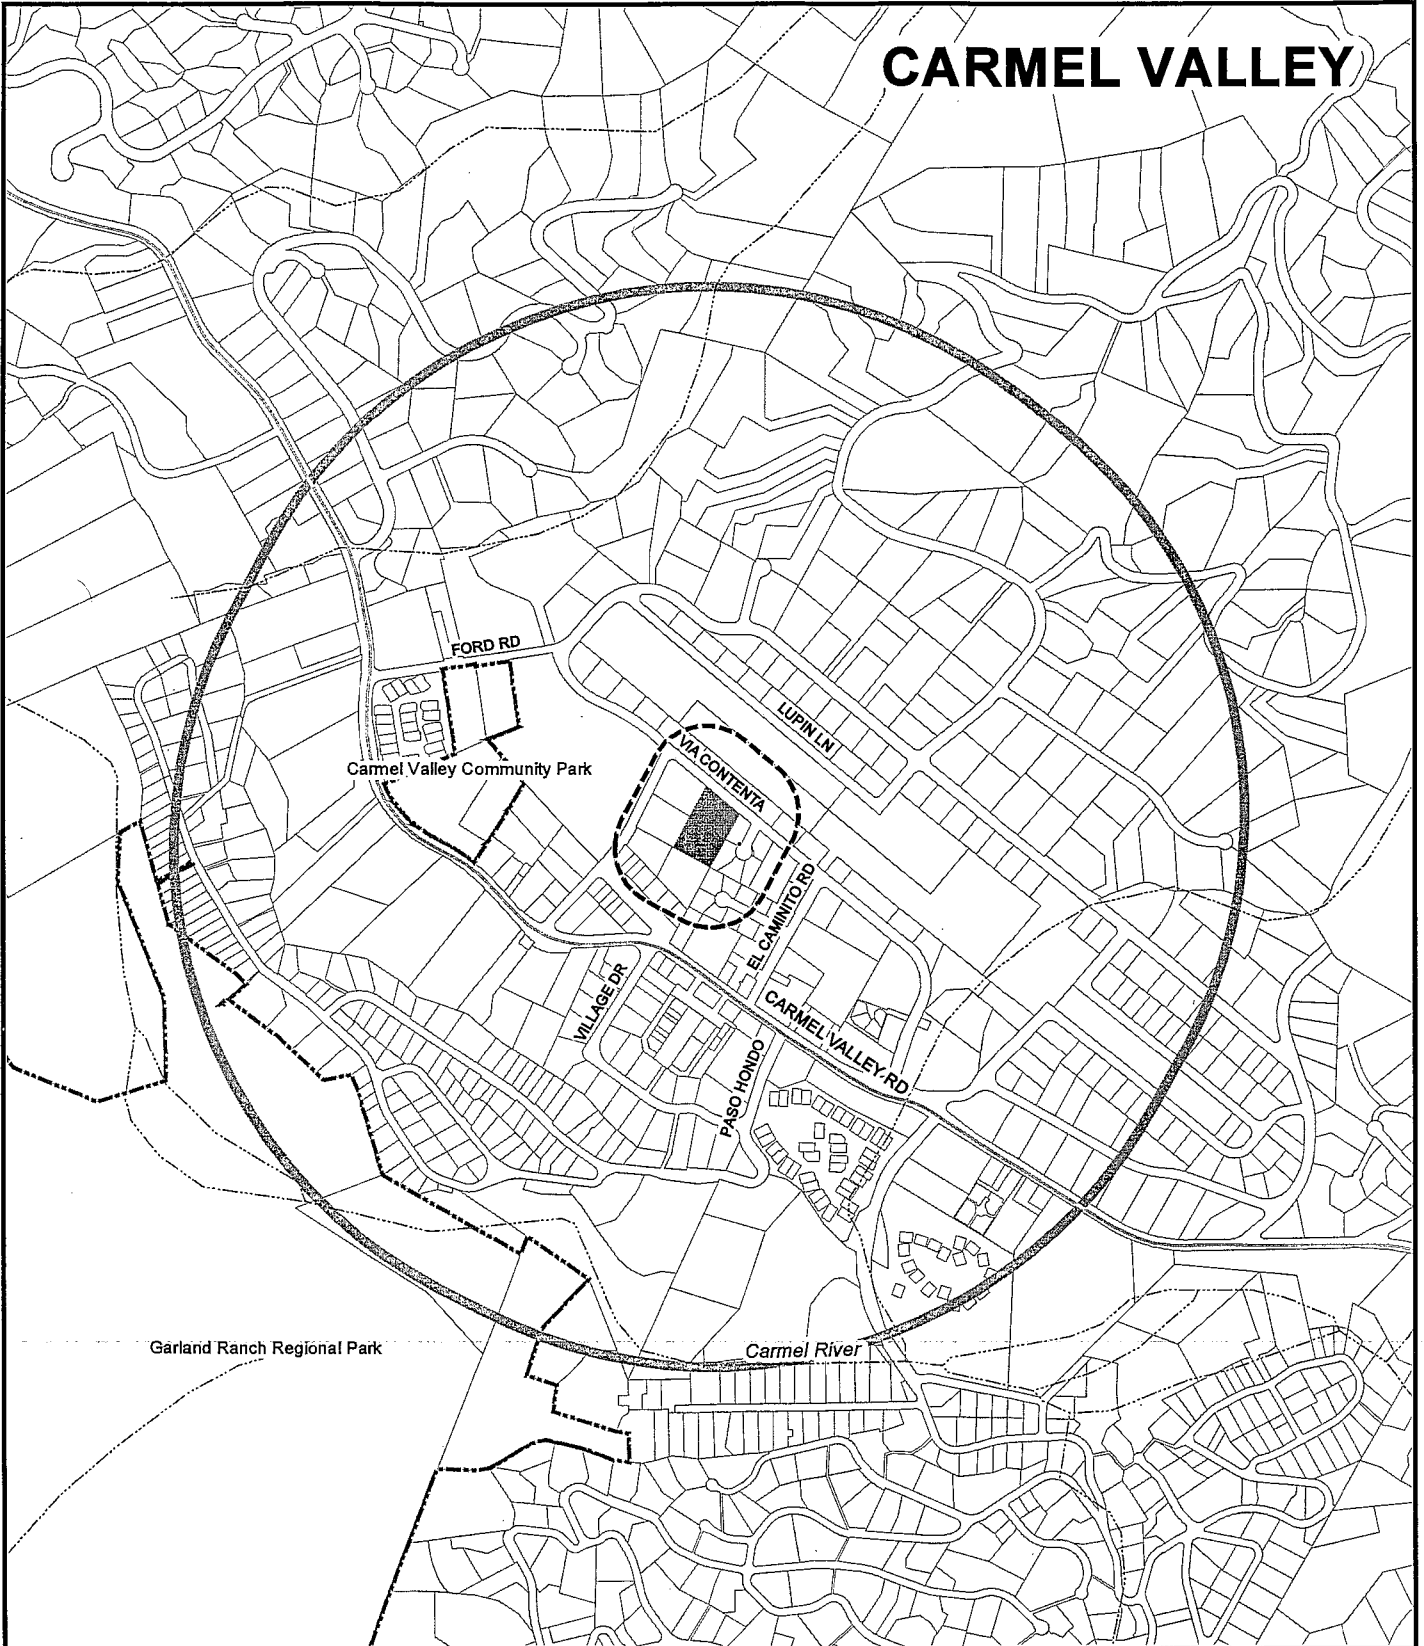 CARMEL VALLEY
FORD RD
LUPIN LN
VIA CONTENTA
Carmel Valley Community Park
EL CAMINITO RD
VILLAGE DR
CARMEL VALLEY RD
PASO HONDO
Garland Ranch Regional Park
Carmel River